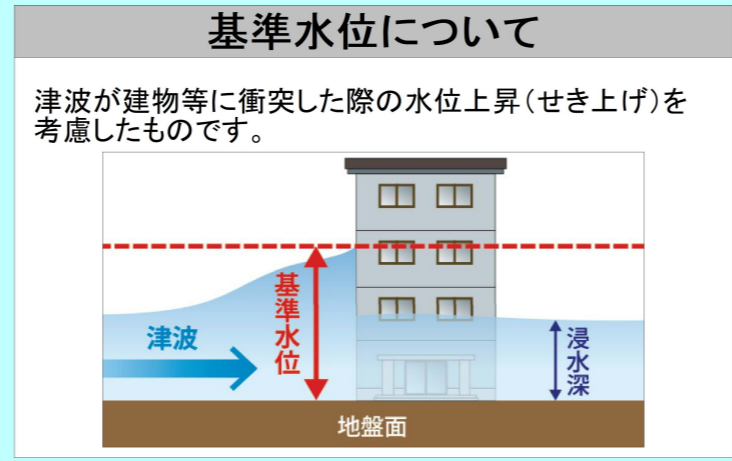 基準水位について
津波が建物等に衝突した際の水位上昇（せき上げ）を
考慮したものです。
津波
基準水位
浸水深
地盤面